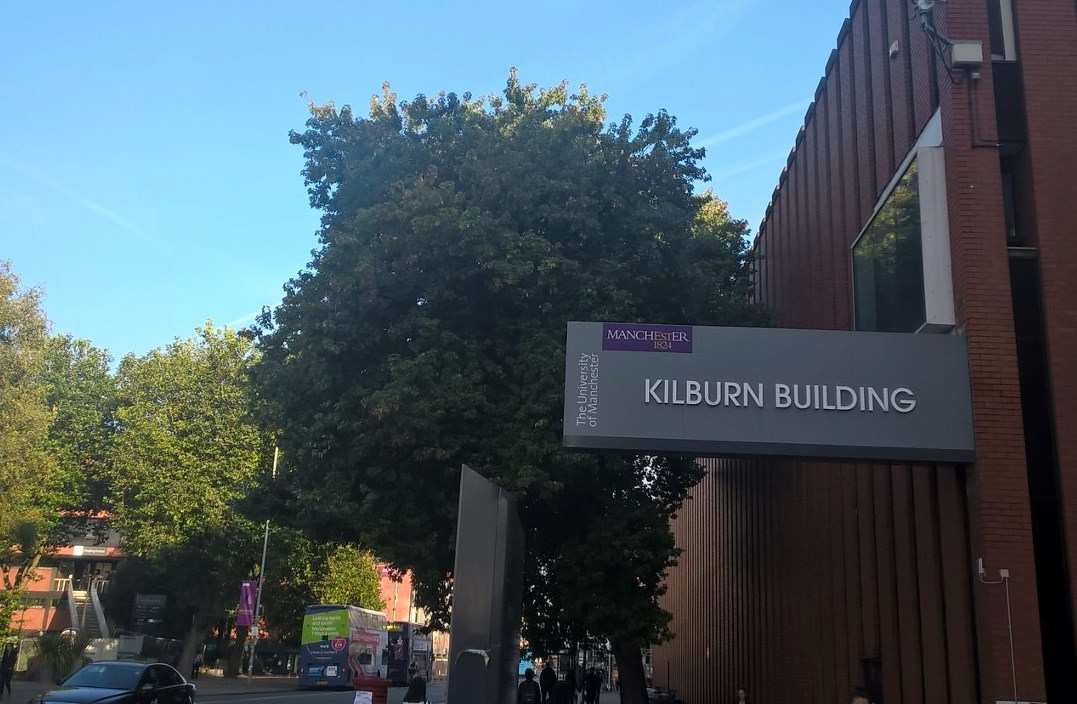 MANCHESTER
1824
The University
of Manchester
KILBURN BUILDING